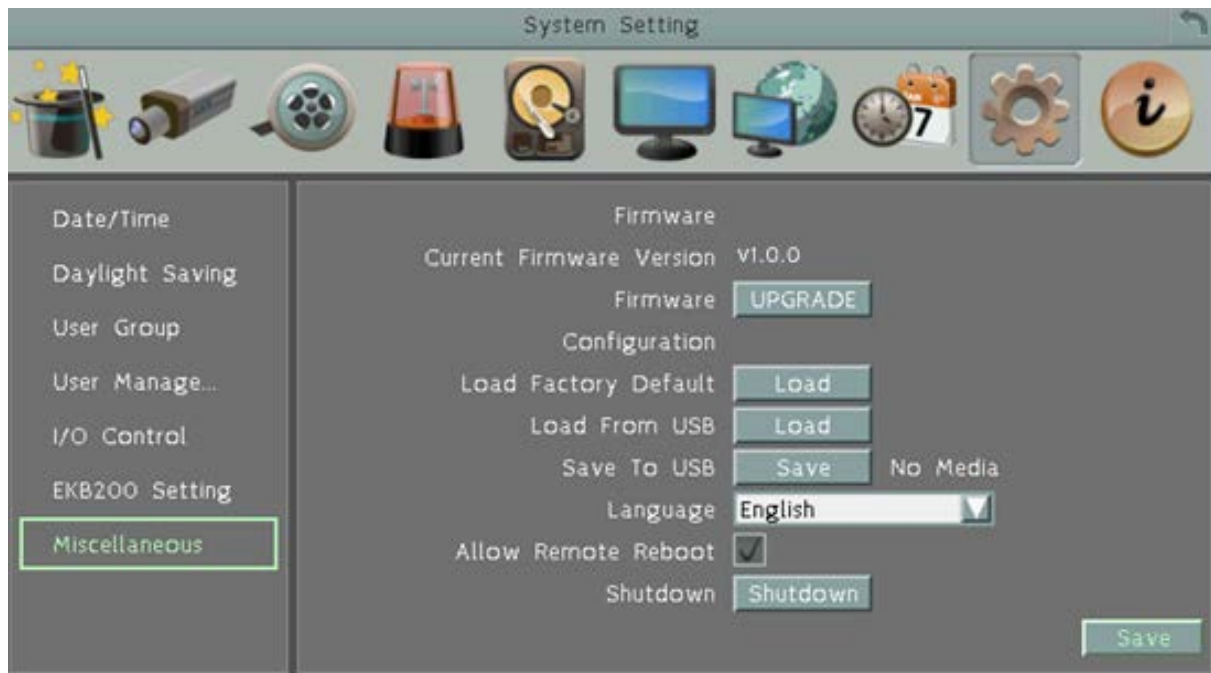 System Setting
7
i
Date/Time
Daylight Saving
User Group
User Manage...
I/O Control
EKB200 Setting
Miscellaneous
Firmware
Current Firmware Version v1.0.0
Firmware UPGRADE
Configuration
Load Factory Default Load
Load From USB Load
Save To USB Save No Media
Language English
Allow Remote Reboot
Shutdown Shutdown
Save